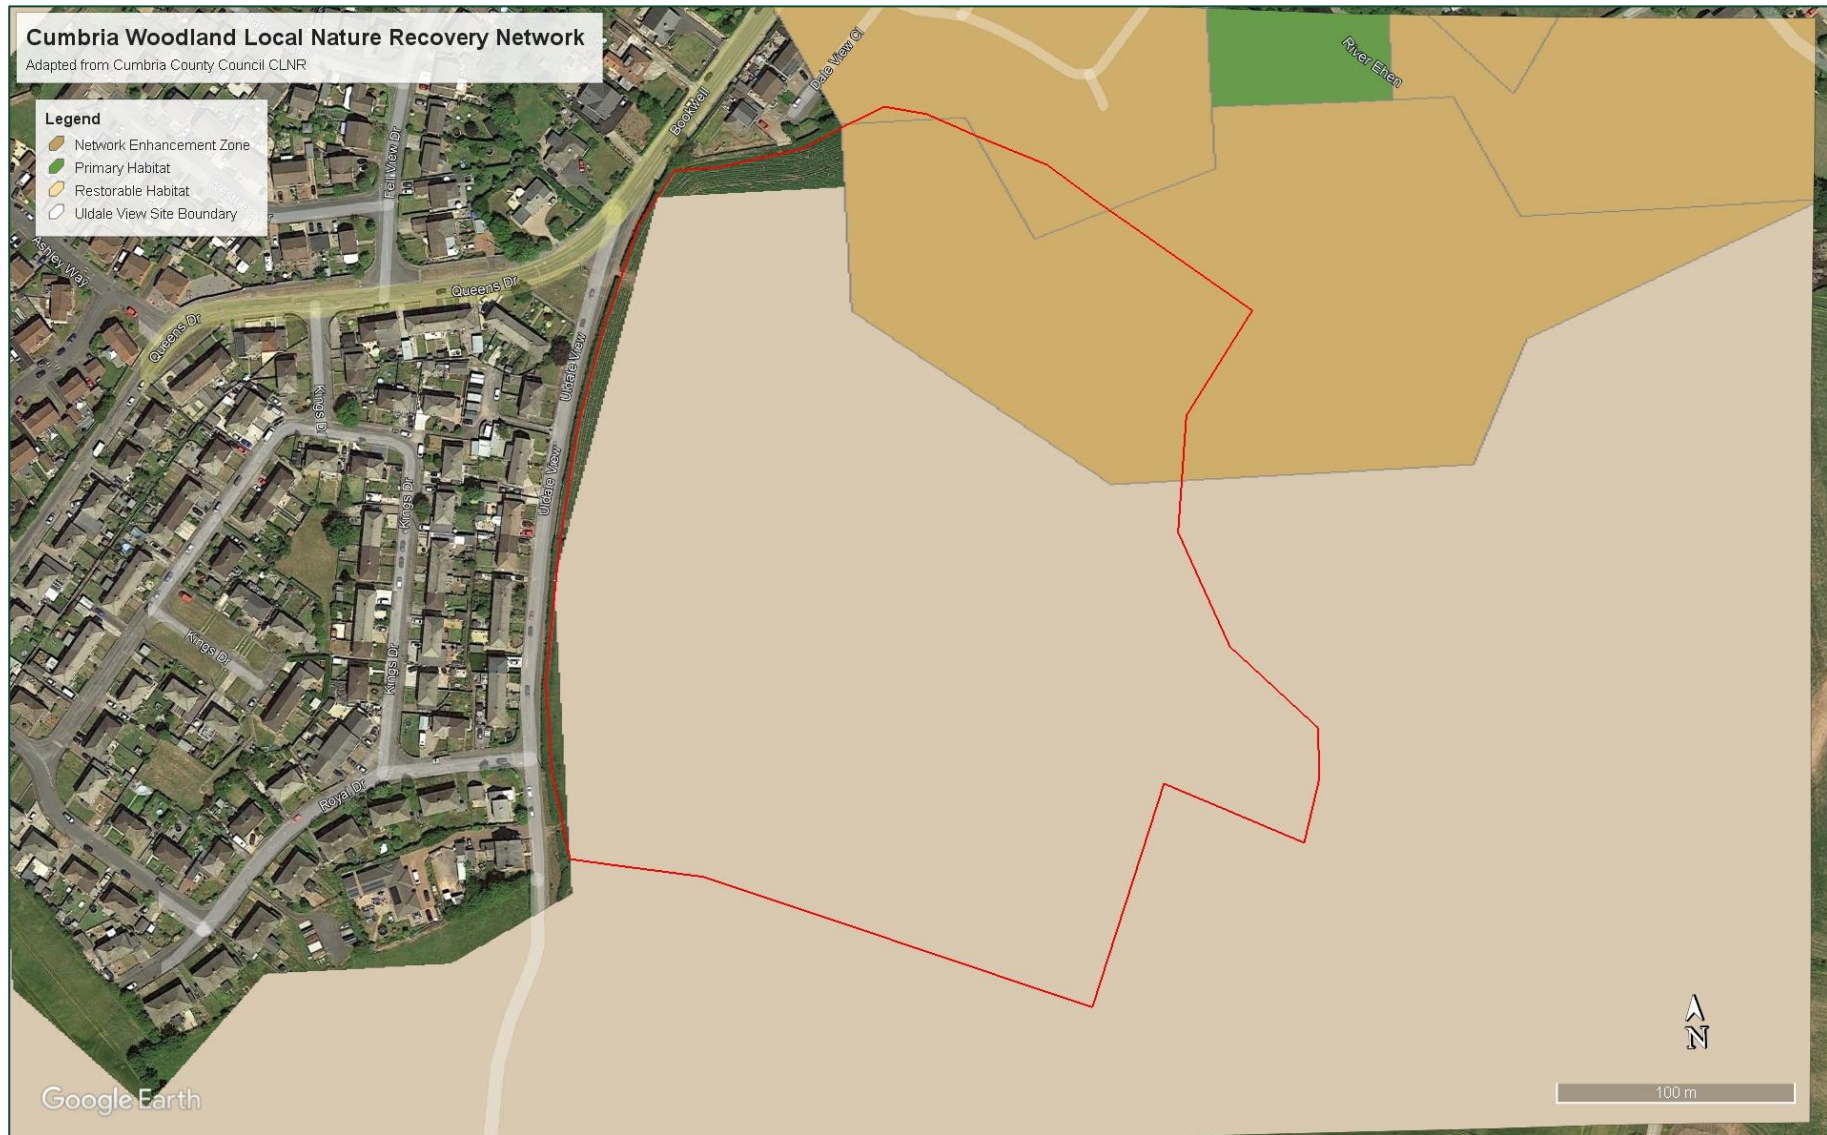 Cumbria Woodland Local Nature Recovery Network
Adapted from Cumbria County Council CLNR
Legend
Network Enhancement Zone
Primary Habitat
Restorable Habitat
Uldale View Site Boundary
Dale View Cl
River Ehen
Bookwell
Fell View Dr
Ashley Way
Queens Dr
Queens Dr
Uldale View
Kings D
Uldale View
Kings Dr
Kings Dr
Kings Dr
Royal Dr
N
Google Earth
100 m